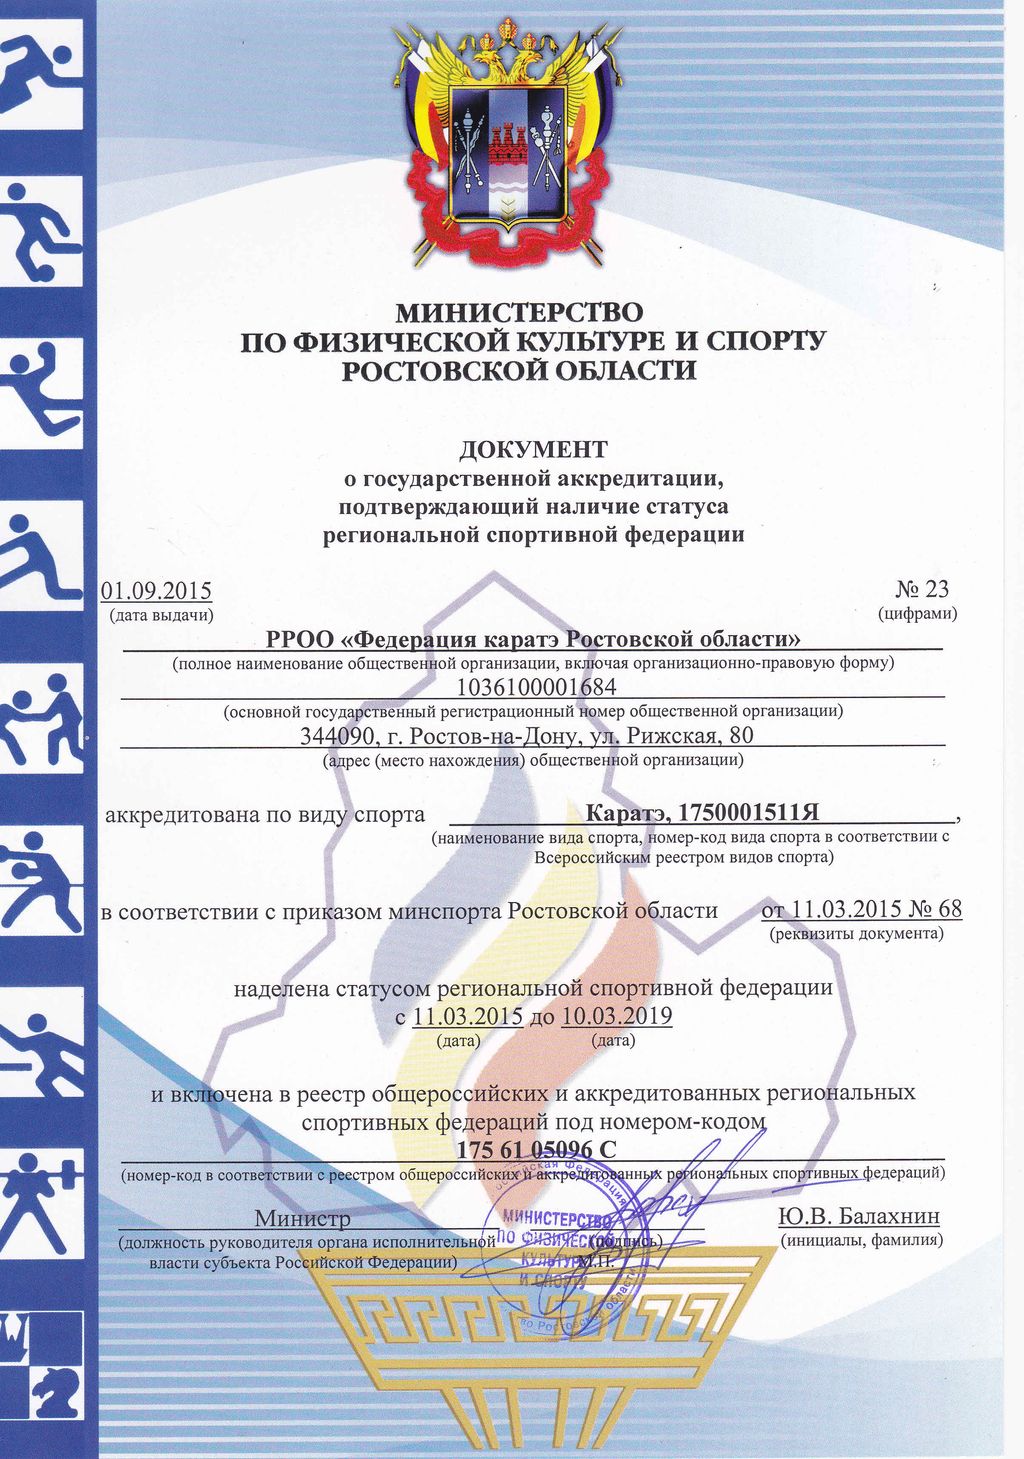 МИНИСТЕРСТВО
ПО ФИЗИЧЕСКОЙ КУЛЬТУРЕ И СПОРТУ
РОСТОВСКОЙ ОБЛАСТИ
ДОКУМЕНТ
о государственной аккредитации,
подтверждающий наличие статуса
региональной спортивной федерации
01.09.2015 № 23
(дата выдачи) (цифрами)
РРОО «Федерация каратэ Ростовской области»
(полное наименование общественной организации, включая организационно-правовую форму)
1036100001684
(основной государственный регистрационный номер общественной организации)
344090, г. Ростов-на-Дону, ул. Рижская, 80
(адрес (место нахождения) общественной организации)
аккредитована по виду спорта Каратэ, 1750001511Я,
(наименование вида спорта, номер-код вида спорта в соответствии с
Всероссийским реестром видов спорта)
в соответствии с приказом минспорта Ростовской области от 11.03.2015 № 68
(реквизиты документа)
наделена статусом региональной спортивной федерации
с 11.03.2015 до 10.03.2019
(дата) (дата)
и включена в реестр общероссийских и аккредитованных региональных
спортивных федераций под номером-кодом
175 61 05096 С
(номер-код в соответствии с реестром общероссийских и аккредитованных региональных спортивных федераций)
Министр Ю.В. Балахнин
(должность руководителя органа исполнительной (подпись) (инициалы, фамилия)
власти субъекта Российской Федерации) М.П.
Российская Федерация
МИНИСТЕРСТВО
ПО ФИЗИЧЕСКОЙ
КУЛЬТУРЕ
И СПОРТУ
Ростовской области